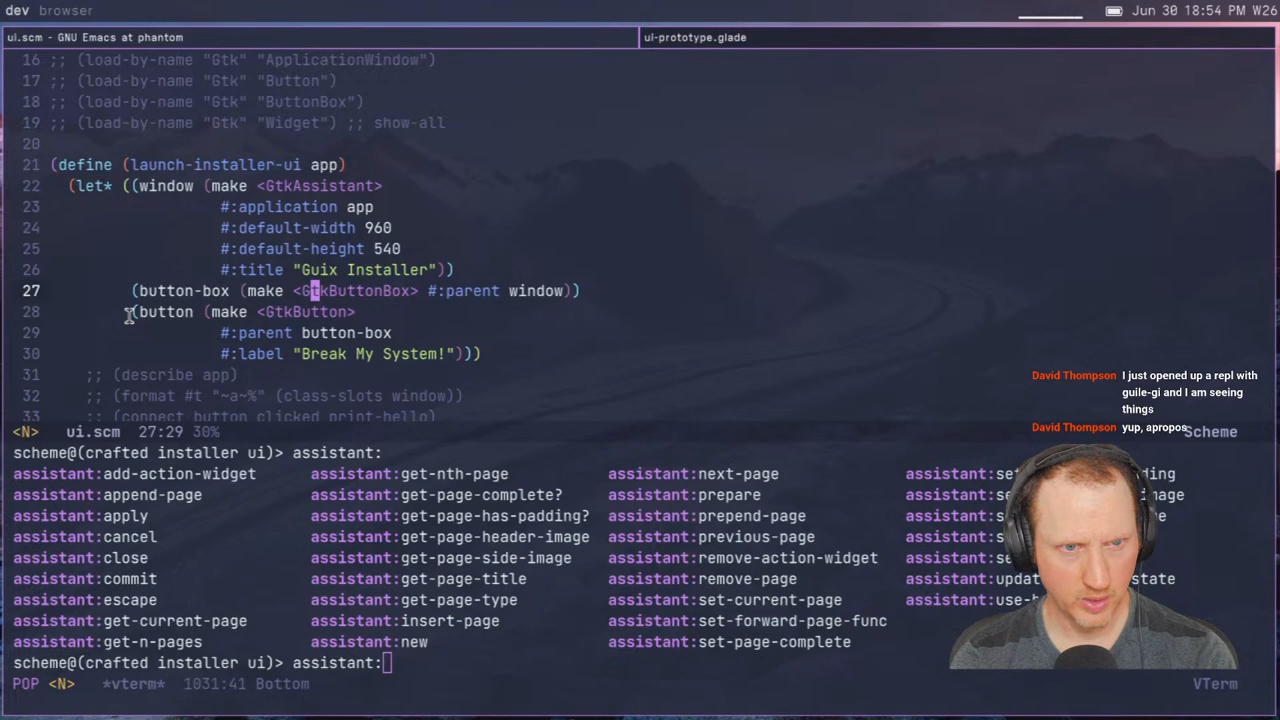 dev browser
Jun 30 18:54 PM W26
ui.scm - GNU Emacs at phantom
ui-prototype.glade
16 ;; (load-by-name "Gtk" "ApplicationWindow")
17 ;; (load-by-name "Gtk" "Button")
18 ;; (load-by-name "Gtk" "ButtonBox")
19 ;; (load-by-name "Gtk" "Widget") ;; show-all
20
21 (define (launch-installer-ui app)
22 (let* ((window (make <GtkAssistant>
23 #:application app
24 #:default-width 960
25 #:default-height 540
26 #:title "Guix Installer"))
27 (button-box (make <GtkButtonBox> #:parent window))
28 (button (make <GtkButton>
29 #:parent button-box
30 #:label "Break My System!")))
31 ;; (describe app)
32 ;; (format #t "~a~%" (class-slots window))
33 ;; (connect button clicked print-hello)
David Thompson I just opened up a repl with
guile-gi and I am seeing
things
David Thompson yup, apropos
<N> ui.scm 27:29 30% Scheme
scheme@(crafted installer ui)> assistant:
assistant:add-action-widget assistant:get-nth-page assistant:next-page
assistant:append-page assistant:get-page-complete? assistant:prepare
assistant:apply assistant:get-page-has-padding? assistant:prepend-page
assistant:cancel assistant:get-page-header-image assistant:previous-page
assistant:close assistant:get-page-side-image assistant:remove-action-widget
assistant:commit assistant:get-page-title assistant:remove-page
assistant:escape assistant:get-page-type assistant:set-current-page
assistant:get-current-page assistant:insert-page assistant:set-forward-page-func
assistant:get-n-pages assistant:new assistant:set-page-complete
scheme@(crafted installer ui)> assistant:
POP <N> *vterm* 1031:41 Bottom VTerm